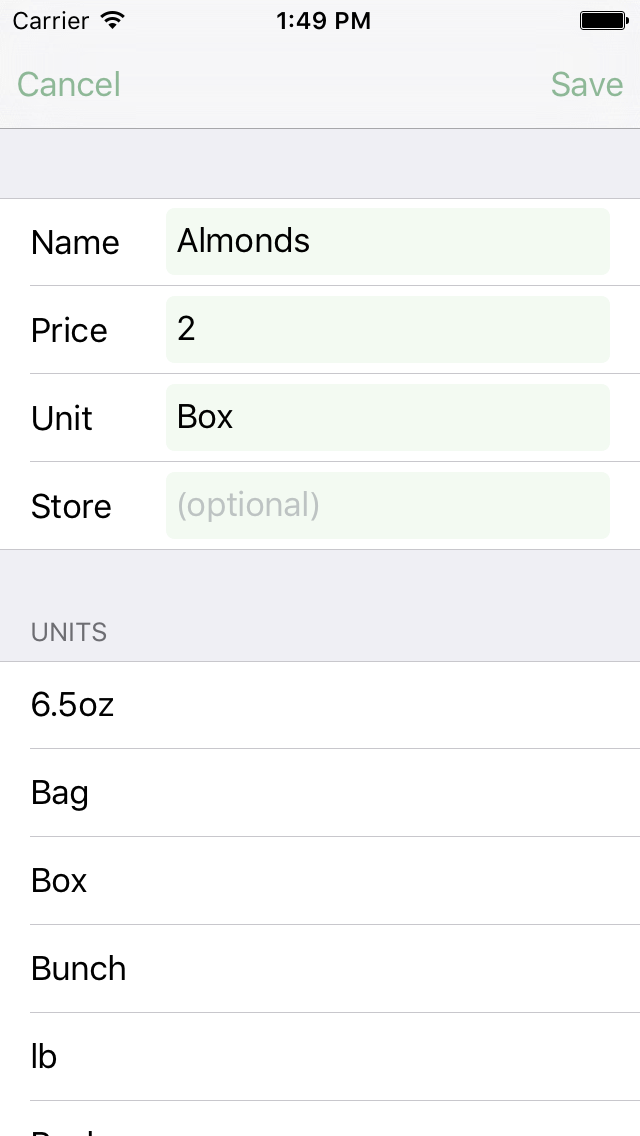 Carrier 1:49 PM
Cancel Save
Name Almonds
Price 2
Unit Box
Store (optional)
UNITS
6.5oz
Bag
Box
Bunch
lb